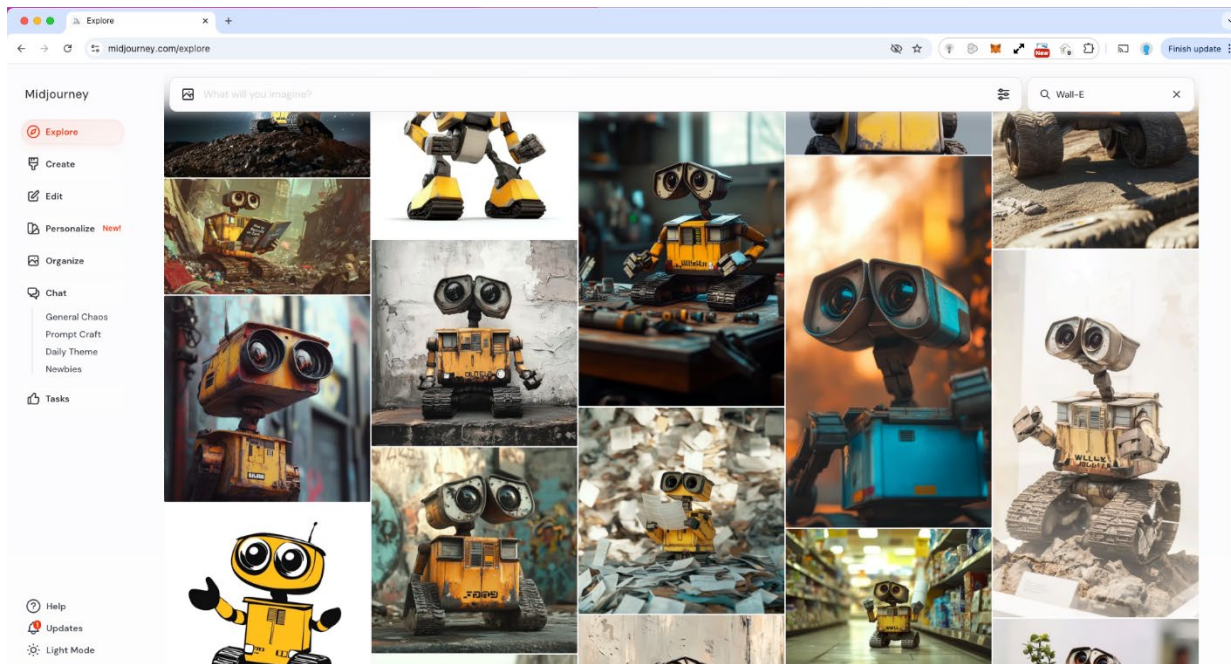 Explore
midjourney.com/explore
New
Finish update
Midjourney
What will you imagine?
Wall-E
Explore
Create
Edit
Personalize New!
Organize
Chat
General Chaos
Prompt Craft
Daily Theme
Newbies
Tasks
Help
Updates
Light Mode